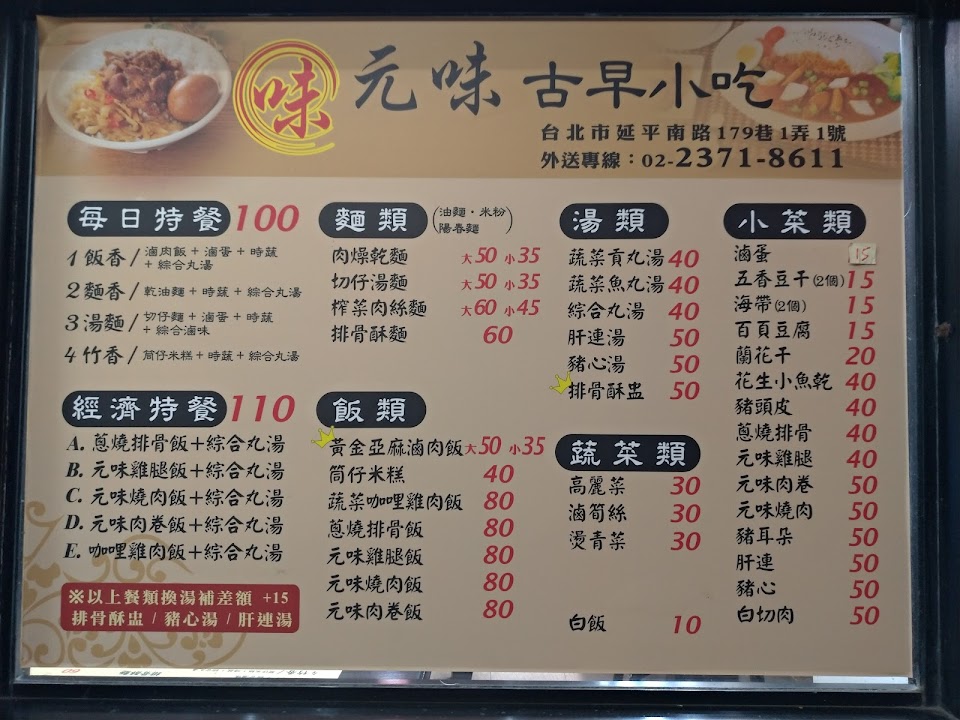 味 元味 古早小吃
台北市延平南路179巷1弄1號
外送專線：02-2371-8611
每日特餐 100
1 飯香 / 滷肉飯 + 滷蛋 + 時蔬 + 綜合丸湯
2 麵香 / 乾油麵 + 時蔬 + 綜合丸湯
3 湯麵 / 切仔麵 + 滷蛋 + 時蔬 + 綜合滷味
4 竹香 / 筒仔米糕 + 時蔬 + 綜合丸湯
經濟特餐 110
A. 蔥燒排骨飯+綜合丸湯
B. 元味雞腿飯+綜合丸湯
C. 元味燒肉飯+綜合丸湯
D. 元味肉卷飯+綜合丸湯
E. 咖哩雞肉飯+綜合丸湯
※以上餐類換湯補差額 +15
排骨酥盅 / 豬心湯 / 肝連湯
麵類 (油麵・米粉 陽春麵)
肉燥乾麵 大50 小35
切仔湯麵 大50 小35
榨菜肉絲麵 大60 小45
排骨酥麵 60
飯類
黃金亞麻滷肉飯 大50 小35
筒仔米糕 40
蔬菜咖哩雞肉飯 80
蔥燒排骨飯 80
元味雞腿飯 80
元味燒肉飯 80
元味肉卷飯 80
湯類
蔬菜貢丸湯 40
蔬菜魚丸湯 40
綜合丸湯 40
肝連湯 50
豬心湯 50
排骨酥盅 50
蔬菜類
高麗菜 30
滷筍絲 30
燙青菜 30
白飯 10
小菜類
滷蛋 15
五香豆干(2個) 15
海帶(2個) 15
百頁豆腐 15
蘭花干 20
花生小魚乾 40
豬頭皮 40
蔥燒排骨 40
元味雞腿 40
元味肉卷 50
元味燒肉 50
豬耳朵 50
肝連 50
豬心 50
白切肉 50